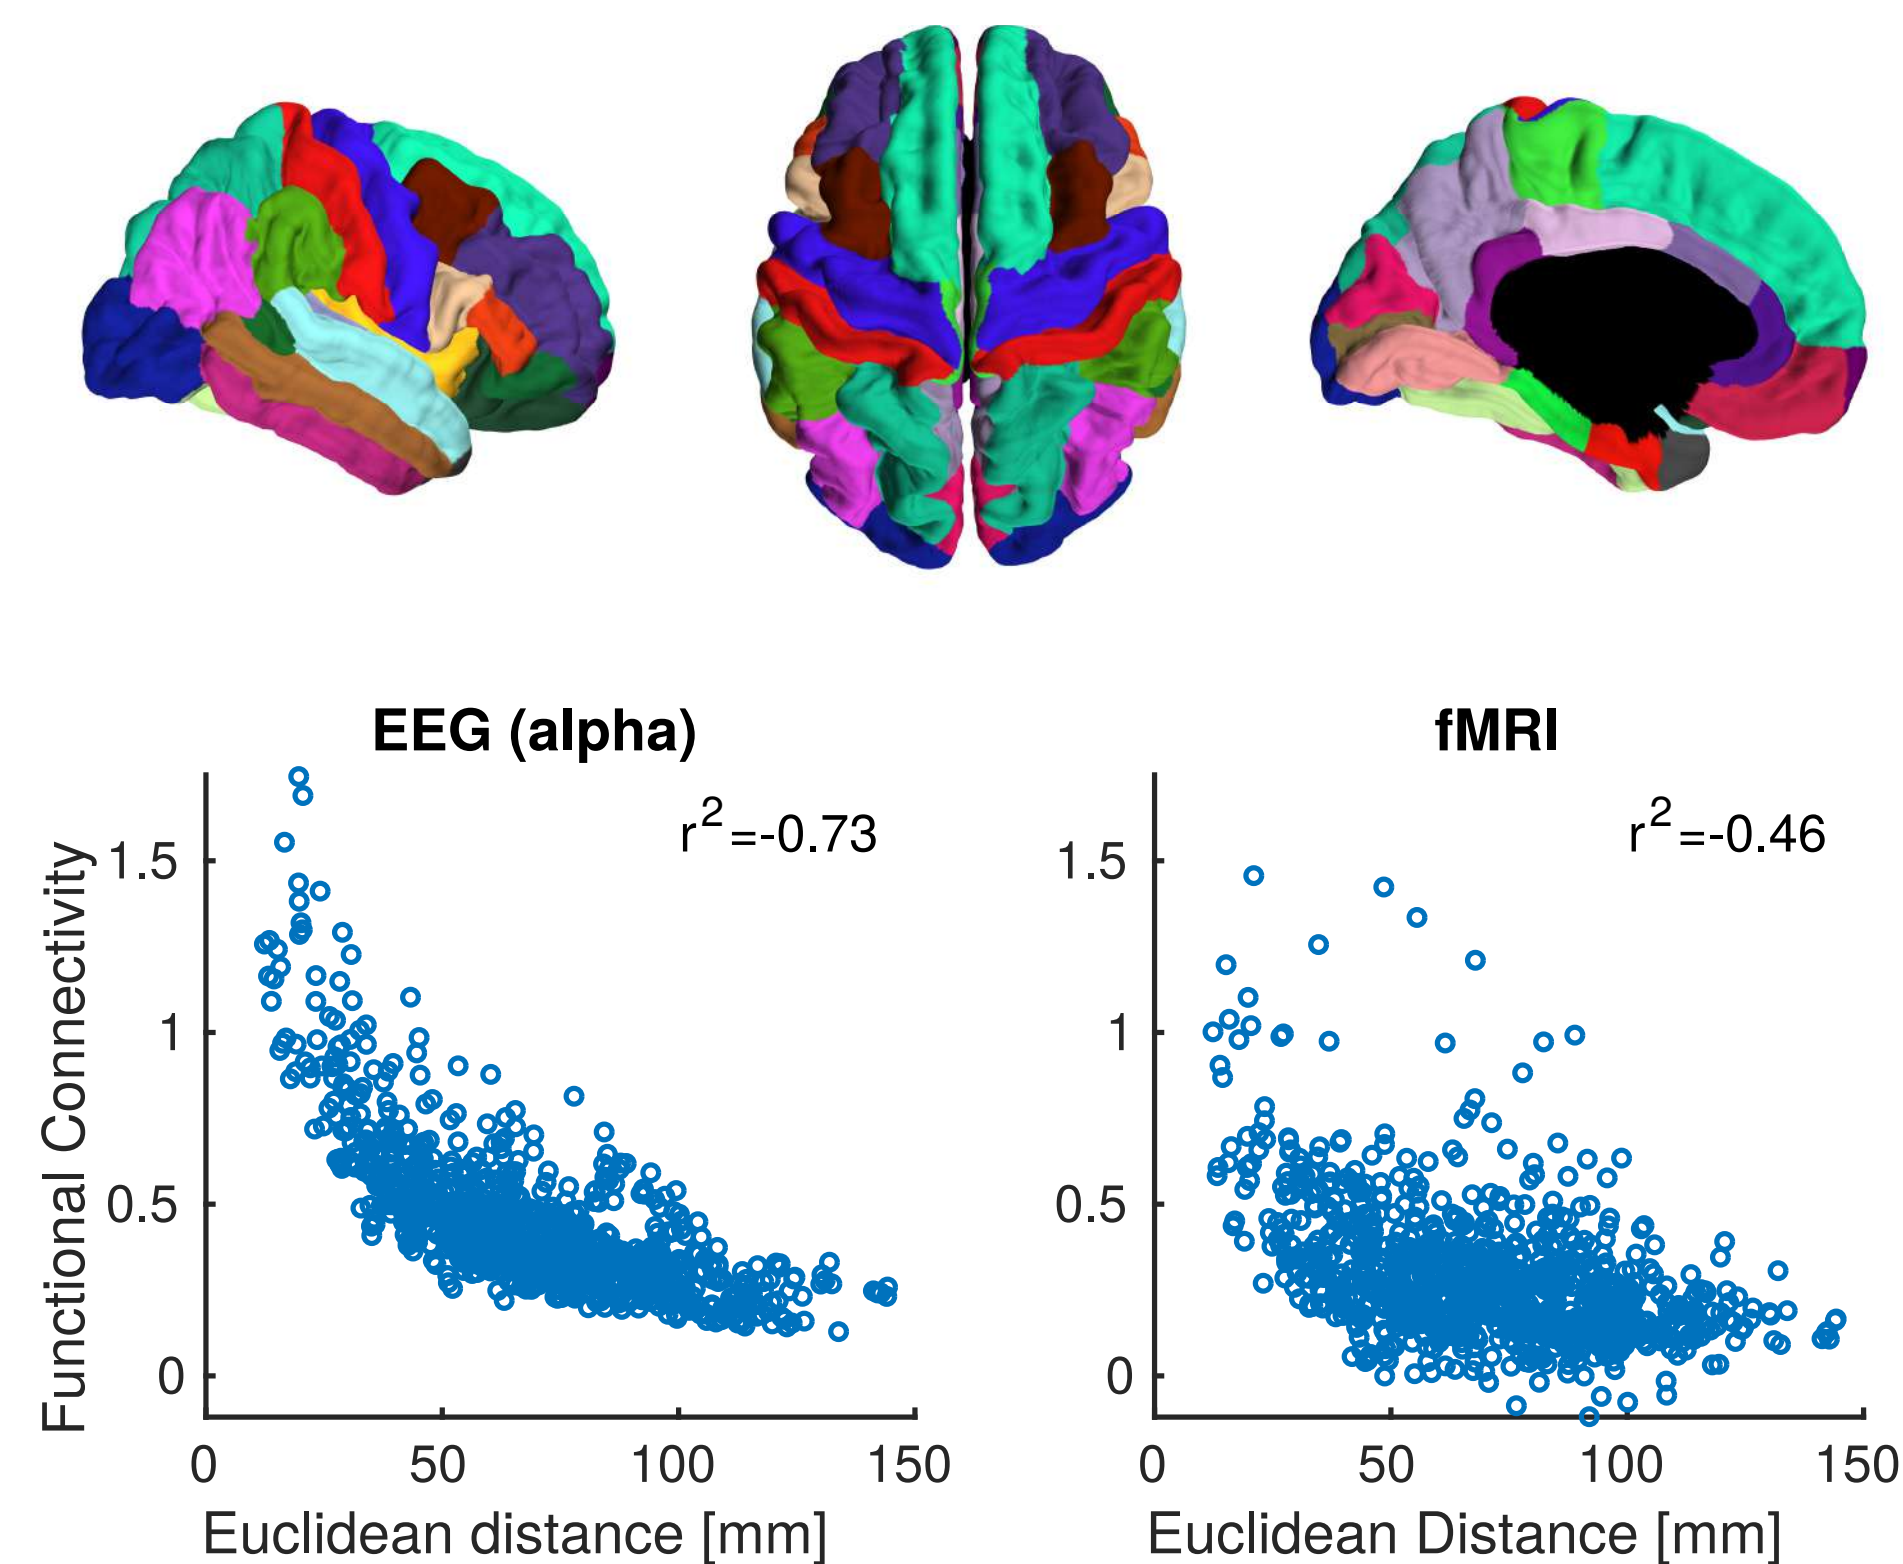 EEG (alpha)
r²=-0.73
Functional Connectivity
1.5
1
0.5
0
0 50 100 150
Euclidean distance [mm]
fMRI
r²=-0.46
1.5
1
0.5
0
0 50 100 150
Euclidean Distance [mm]